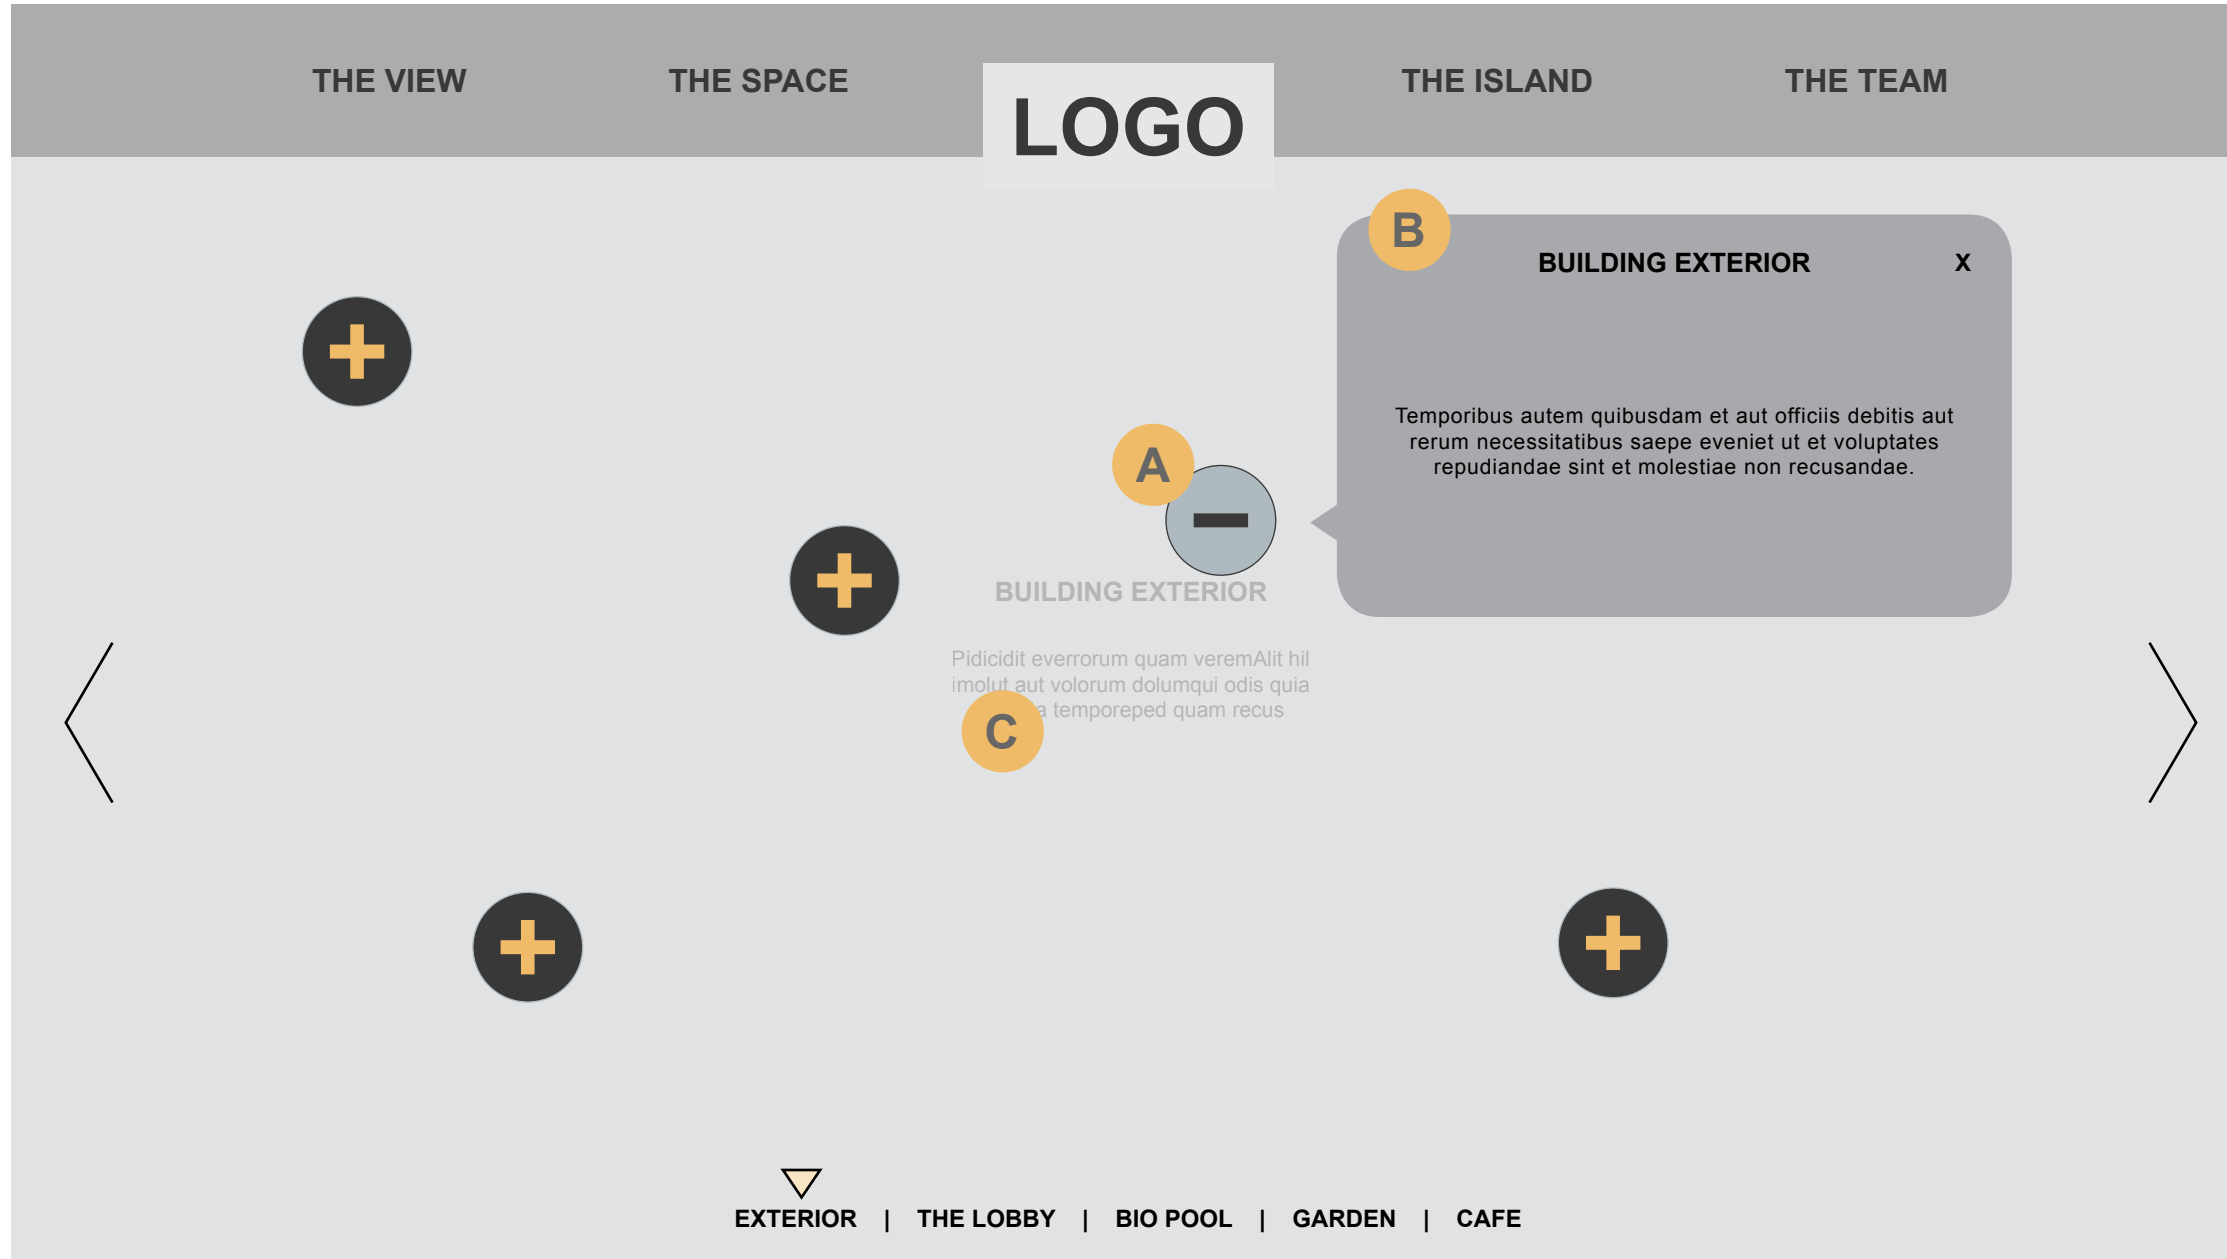 THE VIEW THE SPACE LOGO THE ISLAND THE TEAM
B
BUILDING EXTERIOR X
Temporibus autem quibusdam et aut officiis debitis aut
rerum necessitatibus saepe eveniet ut et voluptates
repudiandae sint et molestiae non recusandae.
A
BUILDING EXTERIOR
Pidicidit everrorum quam veremAlit hil
imolut aut volorum dolumqui odis quia
temporeped quam recus
C
EXTERIOR | THE LOBBY | BIO POOL | GARDEN | CAFE